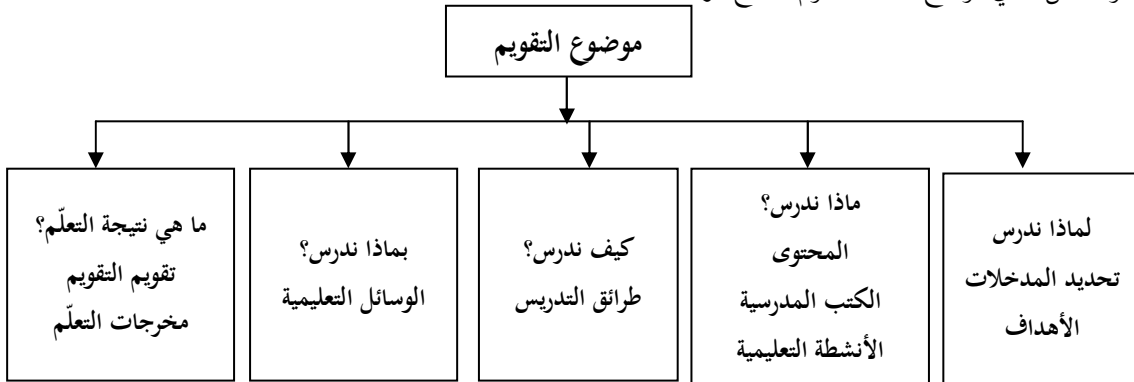 موضوع التقويم
لماذا ندرس
تحديد المدخلات
الأهداف
ماذا ندرس؟
المحتوى
الكتب المدرسية
الأنشطة التعليمية
كيف ندرس؟
طرائق التدريس
بماذا ندرس؟
الوسائل التعليمية
ما هي نتيجة التعلّم؟
تقويم التقويم
مخرجات التعلّم